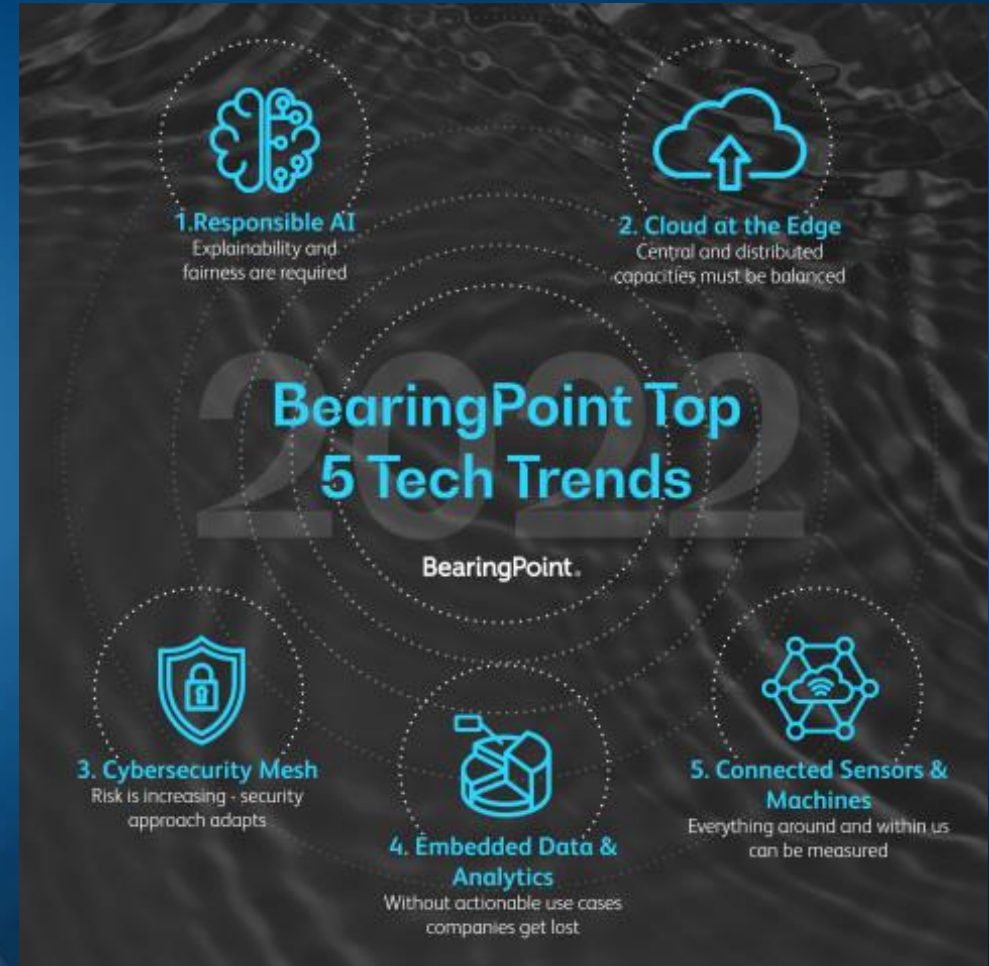 1.Responsible AI
Explainability and
fairness are required
2. Cloud at the Edge
Central and distributed
capacities must be balanced
2022
BearingPoint Top
5 Tech Trends
BearingPoint.
3. Cybersecurity Mesh
Risk is increasing - security
approach adapts
4. Embedded Data &
Analytics
Without actionable use cases
companies get lost
5. Connected Sensors &
Machines
Everything around and within us
can be measured